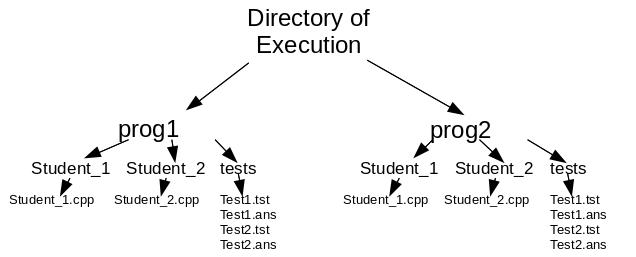 Directory of
Execution
prog1
prog2
Student_1 Student_2 tests
Student_1 Student_2 tests
Student_1.cpp Student_2.cpp Test1.tst
Test1.ans
Test2.tst
Test2.ans
Student_1.cpp Student_2.cpp Test1.tst
Test1.ans
Test2.tst
Test2.ans